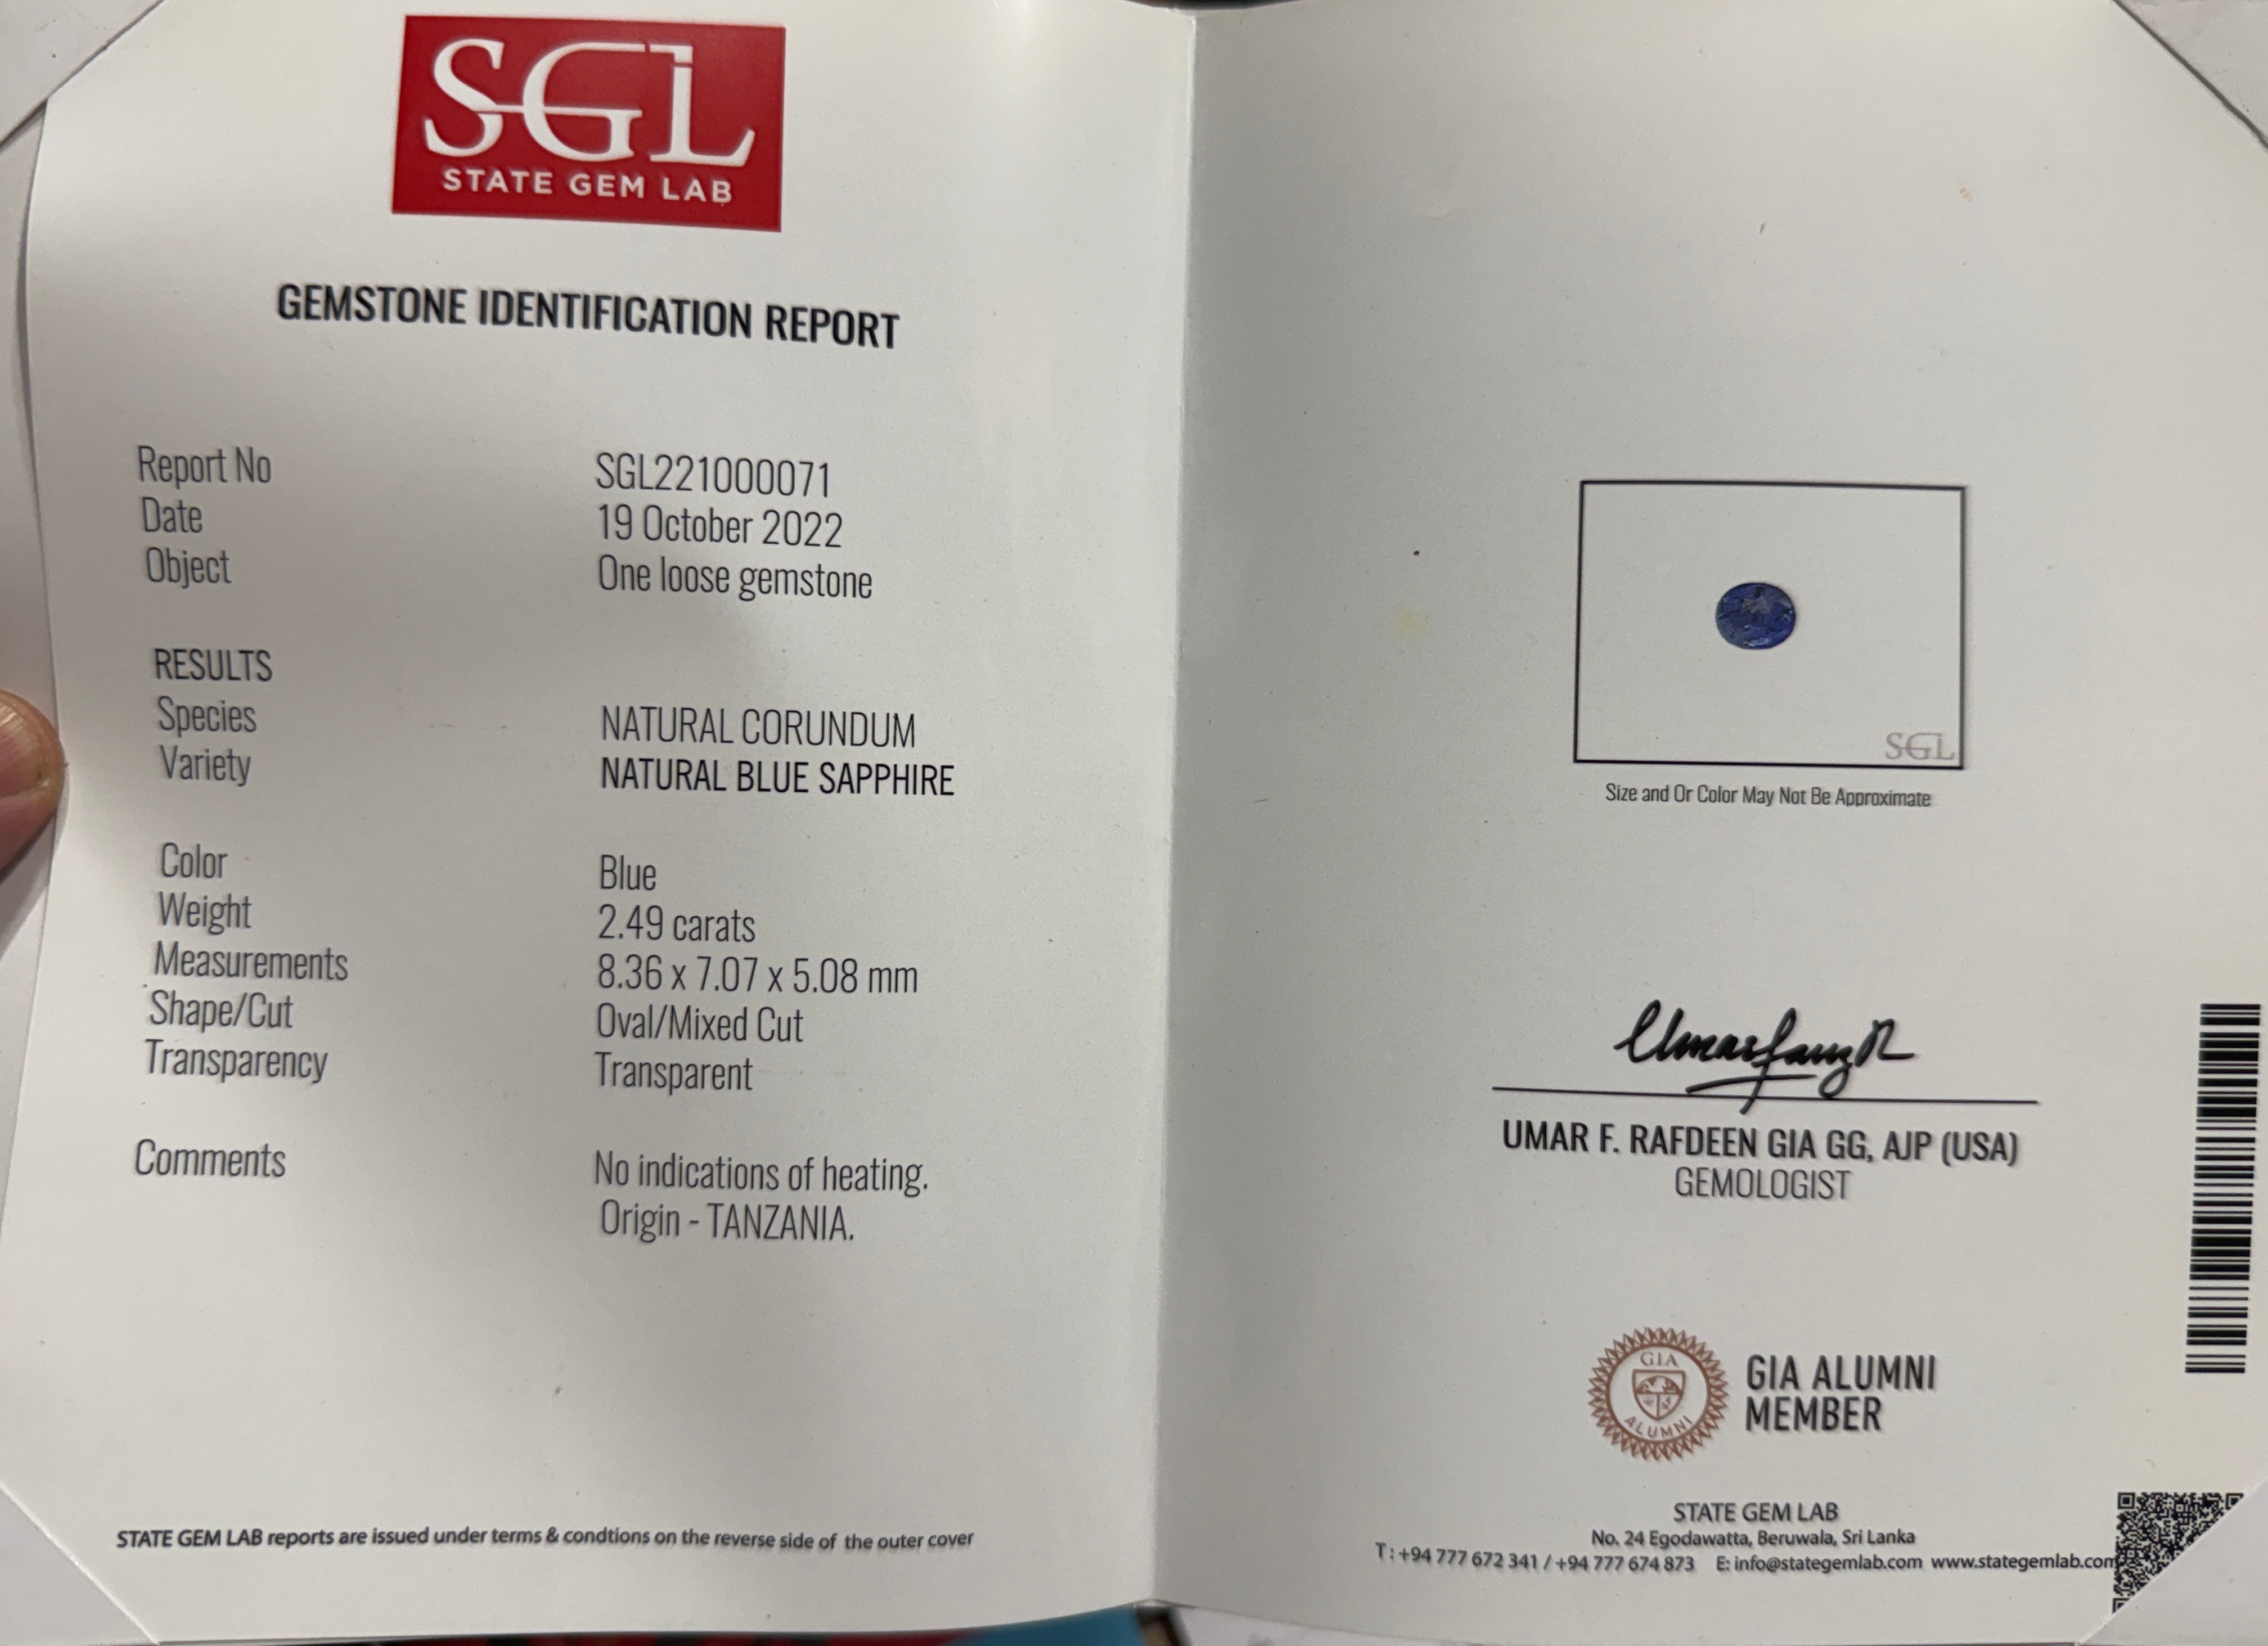 SGL
STATE GEM LAB
GEMSTONE IDENTIFICATION REPORT
Report No SGL221000071
Date 19 October 2022
Object One loose gemstone
RESULTS
Species NATURAL CORUNDUM
Variety NATURAL BLUE SAPPHIRE
Color Blue
Weight 2.49 carats
Measurements 8.36 x 7.07 x 5.08 mm
Shape/Cut Oval/Mixed Cut
Transparency Transparent
Comments No indications of heating.
Origin - TANZANIA.
STATE GEM LAB reports are issued under terms & condtions on the reverse side of the outer cover
SGL
Size and Or Color May Not Be Approximate
UMAR F. RAFDEEN GIA GG, AJP (USA)
GEMOLOGIST
GIA
ALUMNI
GIA ALUMNI
MEMBER
STATE GEM LAB
No. 24 Egodawatta, Beruwala, Sri Lanka
T : +94 777 672 341 / +94 777 674 873 E: info@stategemlab.com www.stategemlab.com